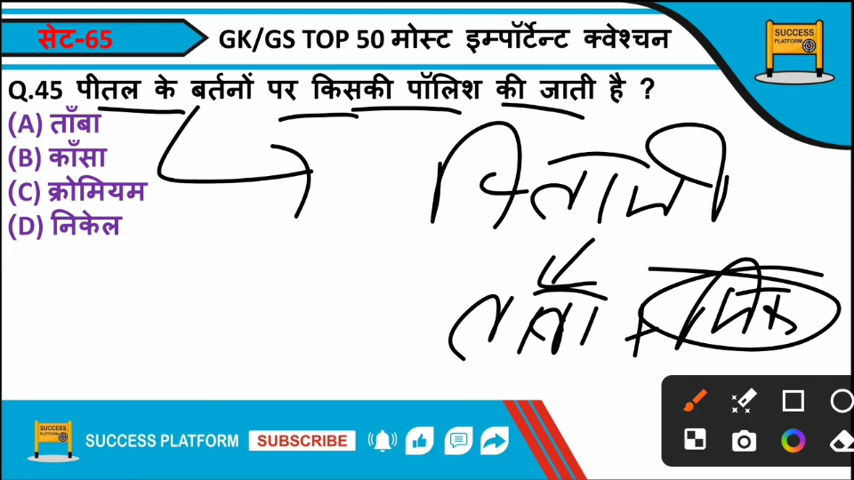 सेट-65
GK/GS TOP 50 मोस्ट इम्पॉर्टेन्ट क्वेश्चन
SUCCESS
PLATFORM
Q.45 पीतल के बर्तनों पर किसकी पॉलिश की जाती है ?
(A) ताँबा
(B) काँसा
(C) क्रोमियम
(D) निकेल
SUCCESS
PLATFORM
SUCCESS PLATFORM
SUBSCRIBE